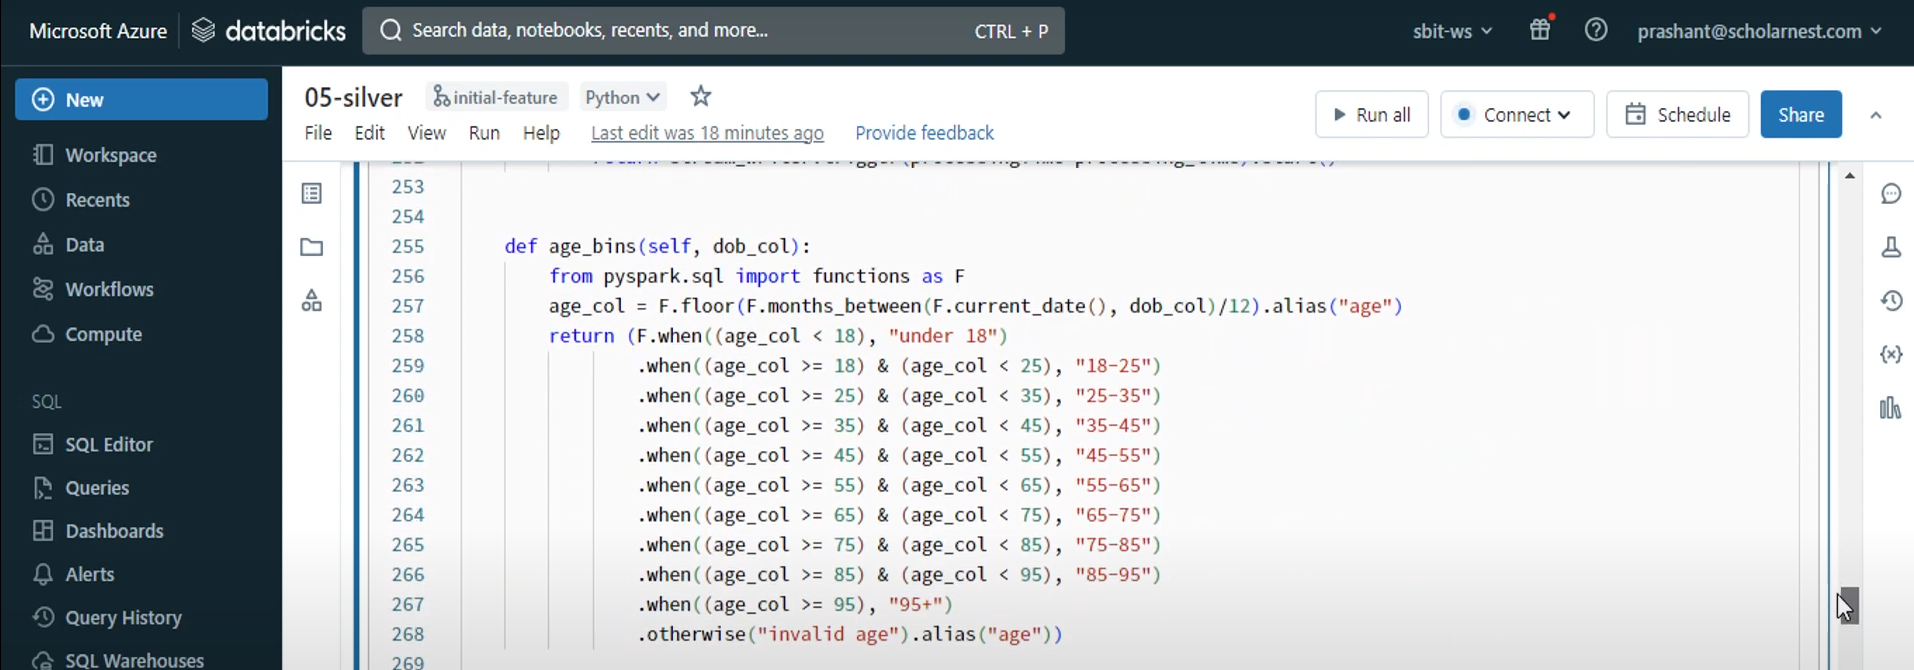 Microsoft Azure databricks Search data, notebooks, recents, and more... CTRL + P sbit-ws prashant@scholarnest.com
New
Workspace
Recents
Data
Workflows
Compute
SQL
SQL Editor
Queries
Dashboards
Alerts
Query History
SQL Warehouses
05-silver initial-feature Python
File Edit View Run Help Last edit was 18 minutes ago Provide feedback
Run all Connect Schedule Share
253
254
255 def age_bins(self, dob_col):
256 from pyspark.sql import functions as F
257 age_col = F.floor(F.months_between(F.current_date(), dob_col)/12).alias("age")
258 return (F.when((age_col < 18), "under 18")
259 .when((age_col >= 18) & (age_col < 25), "18-25")
260 .when((age_col >= 25) & (age_col < 35), "25-35")
261 .when((age_col >= 35) & (age_col < 45), "35-45")
262 .when((age_col >= 45) & (age_col < 55), "45-55")
263 .when((age_col >= 55) & (age_col < 65), "55-65")
264 .when((age_col >= 65) & (age_col < 75), "65-75")
265 .when((age_col >= 75) & (age_col < 85), "75-85")
266 .when((age_col >= 85) & (age_col < 95), "85-95")
267 .when((age_col >= 95), "95+")
268 .otherwise("invalid age").alias("age"))
269